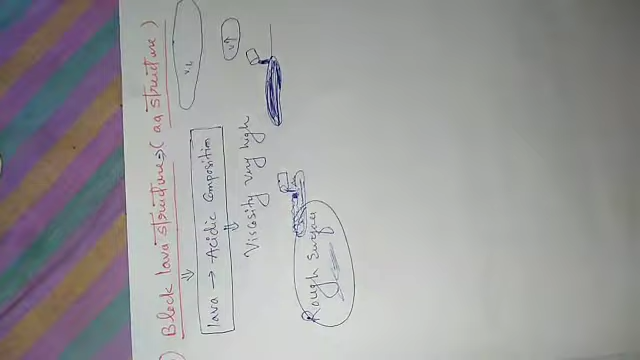 Block lava structure ⇒ ( aa structure )
lava → Acidic composition
Viscosity very high
V↑
Rough surface